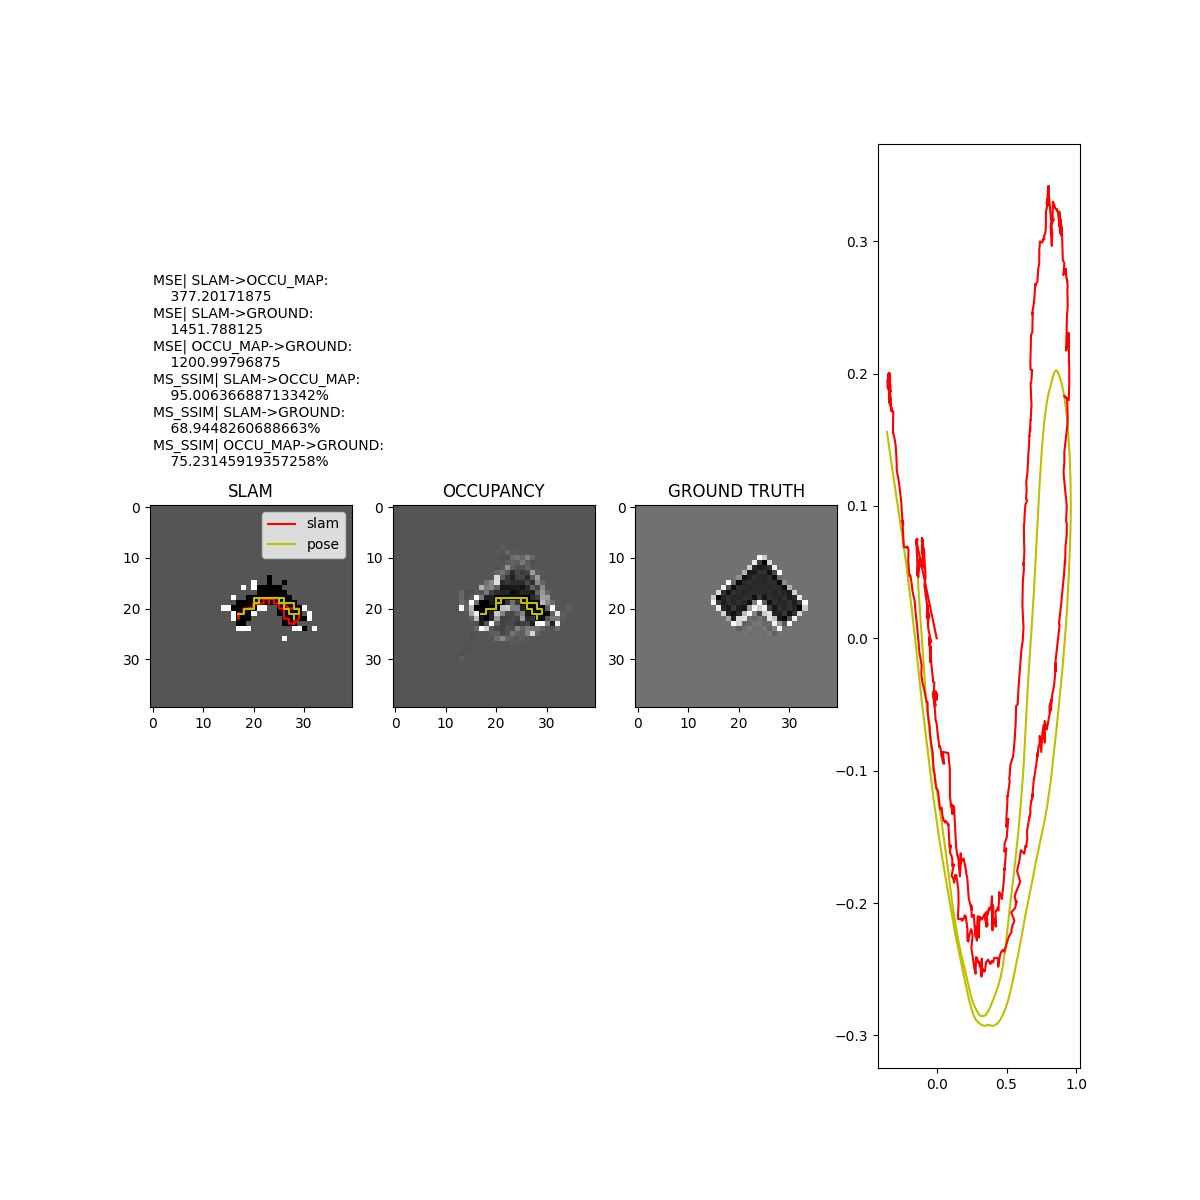 MSE| SLAM->OCCU_MAP:
377.20171875
MSE| SLAM->GROUND:
1451.788125
MSE| OCCU_MAP->GROUND:
1200.99796875
MS_SSIM| SLAM->OCCU_MAP:
95.00636688713342%
MS_SSIM| SLAM->GROUND:
68.9448260688663%
MS_SSIM| OCCU_MAP->GROUND:
75.23145919357258%
SLAM
slam
pose
0
10
20
30
0 10 20 30
OCCUPANCY
0
10
20
30
0 10 20 30
GROUND TRUTH
0
10
20
30
0 10 20 30
0.3
0.2
0.1
0.0
−0.1
−0.2
−0.3
0.0 0.5 1.0